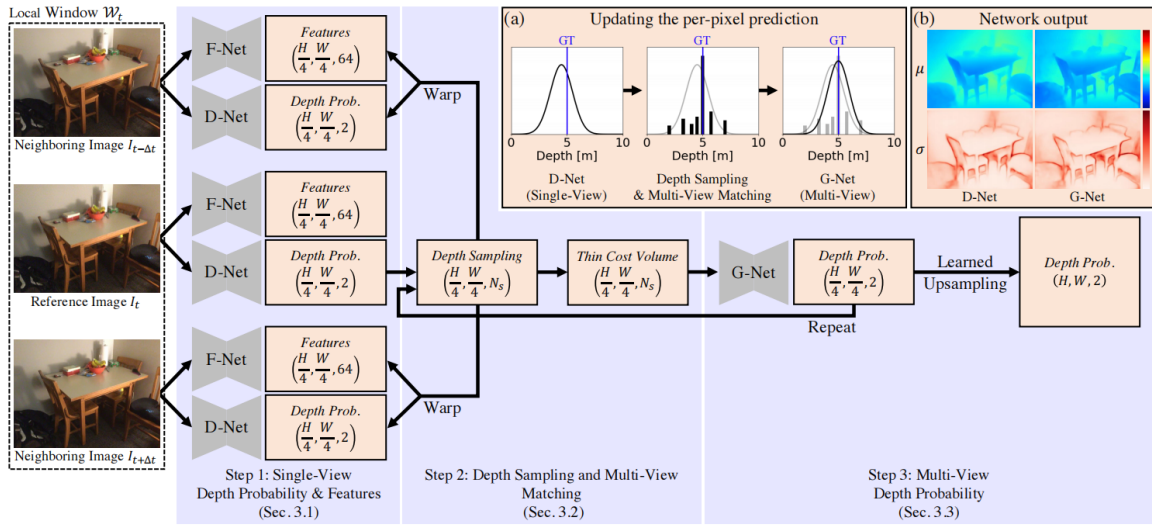 Local Window 𝒲t
F-Net
Features
(H/4, W/4, 64)
D-Net
Depth Prob.
(H/4, W/4, 2)
Neighboring Image It−Δt
Warp
F-Net
Features
(H/4, W/4, 64)
D-Net
Depth Prob.
(H/4, W/4, 2)
Reference Image It
F-Net
Features
(H/4, W/4, 64)
D-Net
Depth Prob.
(H/4, W/4, 2)
Neighboring Image It+Δt
Warp
Depth Sampling
(H/4, W/4, Ns)
Thin Cost Volume
(H/4, W/4, Ns)
G-Net
Depth Prob.
(H/4, W/4, 2)
Repeat
Learned
Upsampling
Depth Prob.
(H, W, 2)
(a) Updating the per-pixel prediction
GT
GT
GT
0 5 10
0 5 10
0 5 10
Depth [m]
Depth [m]
Depth [m]
D-Net
(Single-View)
Depth Sampling
& Multi-View Matching
G-Net
(Multi-View)
(b) Network output
μ
σ
D-Net
G-Net
Step 1: Single-View
Depth Probability & Features
(Sec. 3.1)
Step 2: Depth Sampling and Multi-View
Matching
(Sec. 3.2)
Step 3: Multi-View
Depth Probability
(Sec. 3.3)